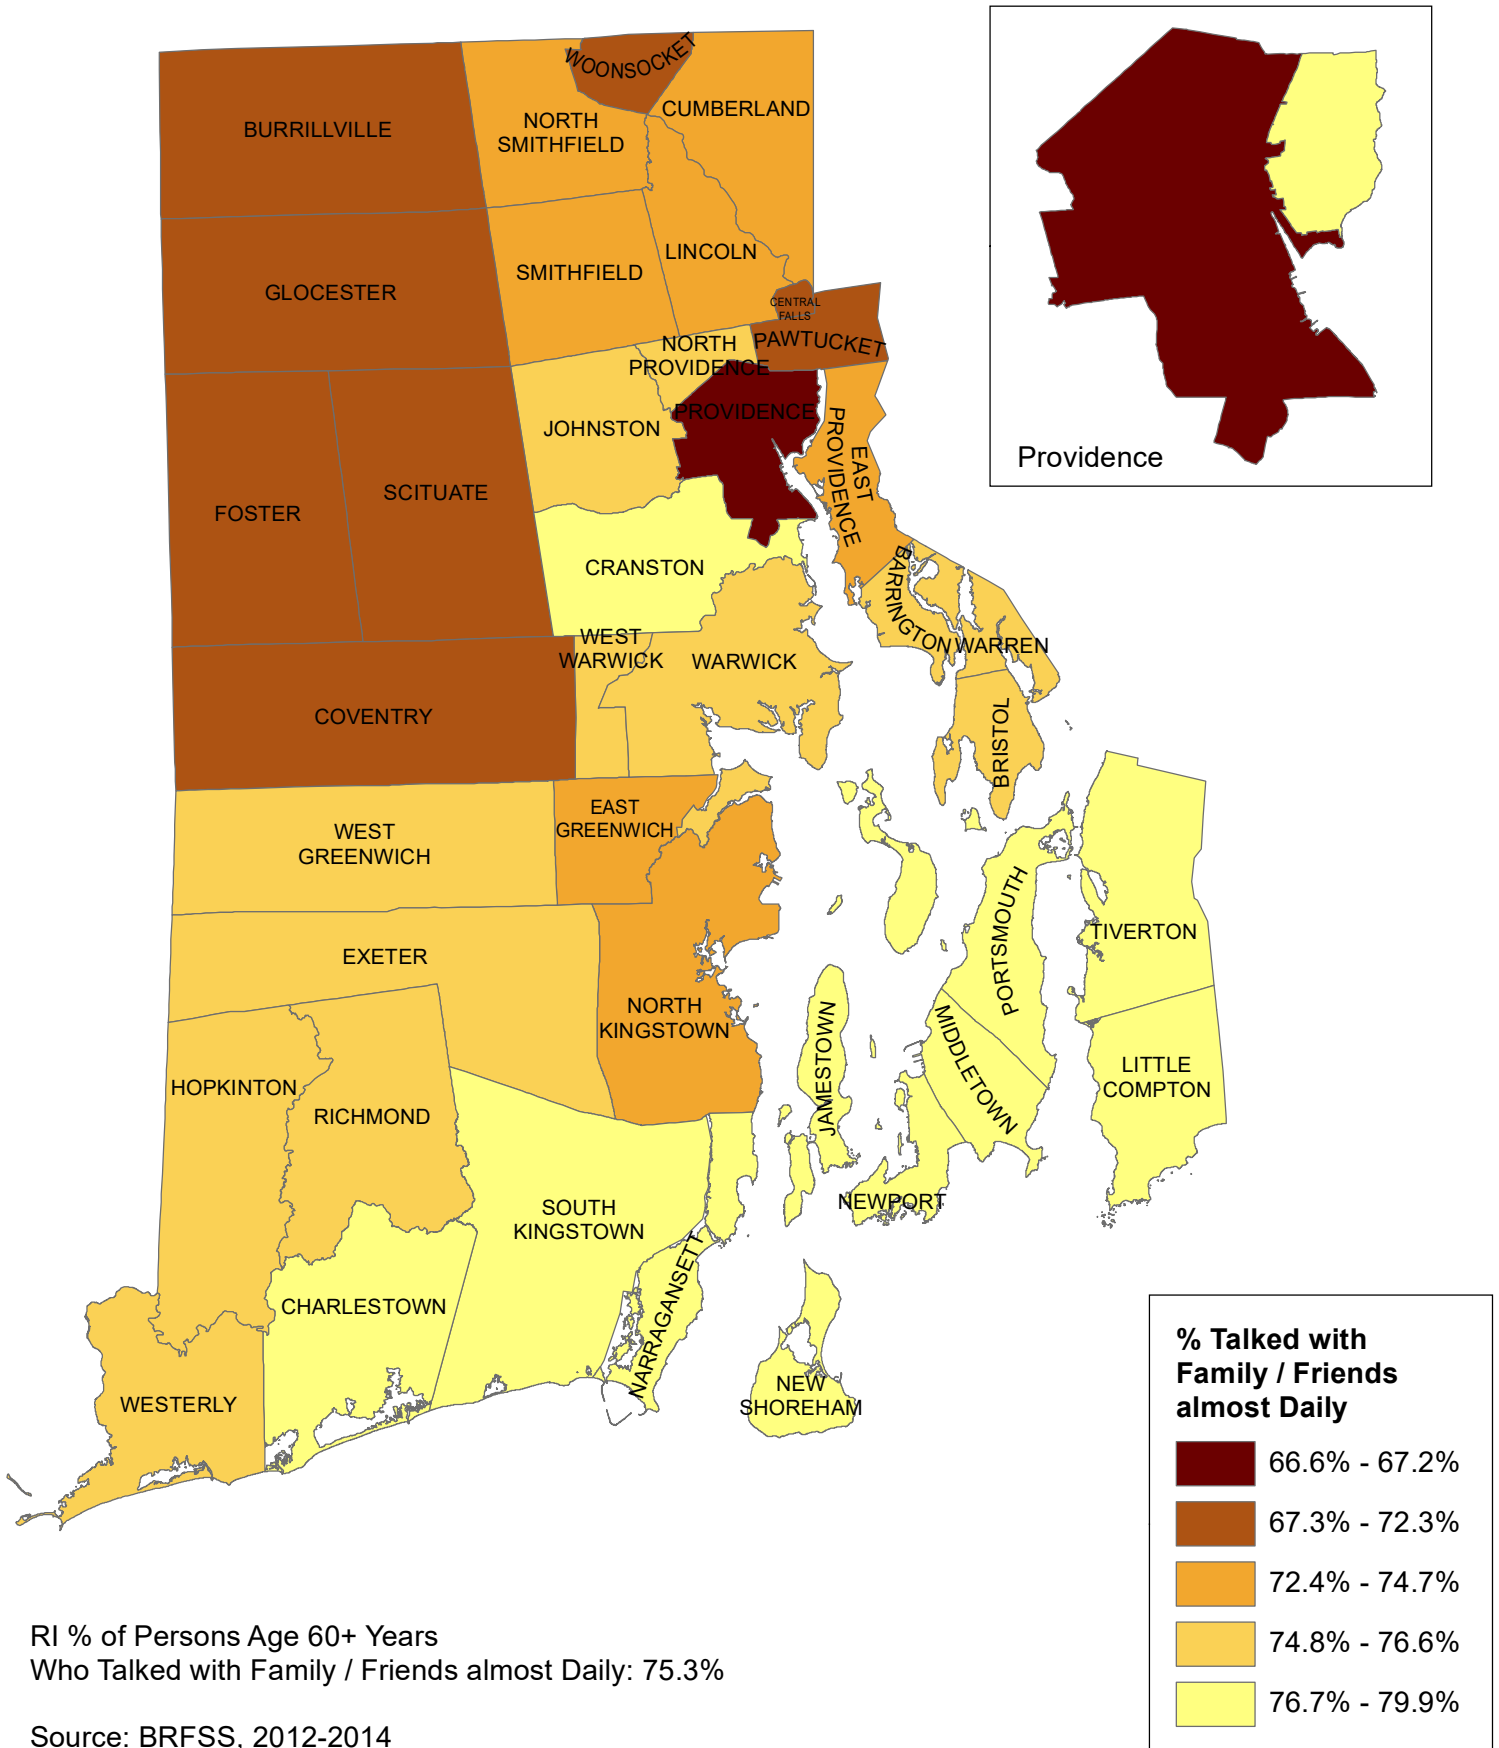 WOONSOCKET
CUMBERLAND
BURRILLVILLE
NORTH
SMITHFIELD
LINCOLN
SMITHFIELD
GLOCESTER
CENTRAL
FALLS
PAWTUCKET
NORTH
PROVIDENCE
PROVIDENCE
JOHNSTON
EAST
PROVIDENCE
SCITUATE
FOSTER
CRANSTON
BARRINGTON
WARREN
WEST
WARWICK
WARWICK
COVENTRY
BRISTOL
EAST
GREENWICH
WEST
GREENWICH
PORTSMOUTH
TIVERTON
EXETER
NORTH
KINGSTOWN
JAMESTOWN
MIDDLETOWN
LITTLE
COMPTON
HOPKINTON
RICHMOND
SOUTH
KINGSTOWN
NEWPORT
NARRAGANSETT
CHARLESTOWN
NEW
SHOREHAM
WESTERLY
Providence
% Talked with
Family / Friends
almost Daily
66.6% - 67.2%
67.3% - 72.3%
72.4% - 74.7%
74.8% - 76.6%
76.7% - 79.9%
RI % of Persons Age 60+ Years
Who Talked with Family / Friends almost Daily: 75.3%
Source: BRFSS, 2012-2014